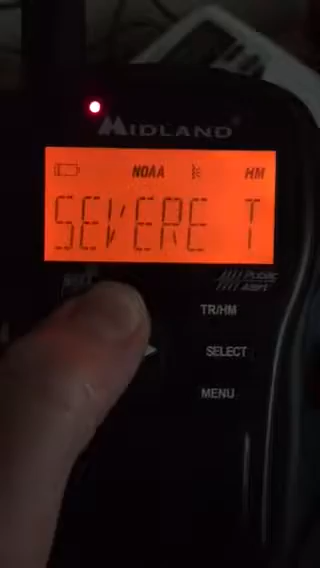 MIDLAND
NOAA HM
SEVERE T
Public
Alert
TR/HM
SELECT
MENU